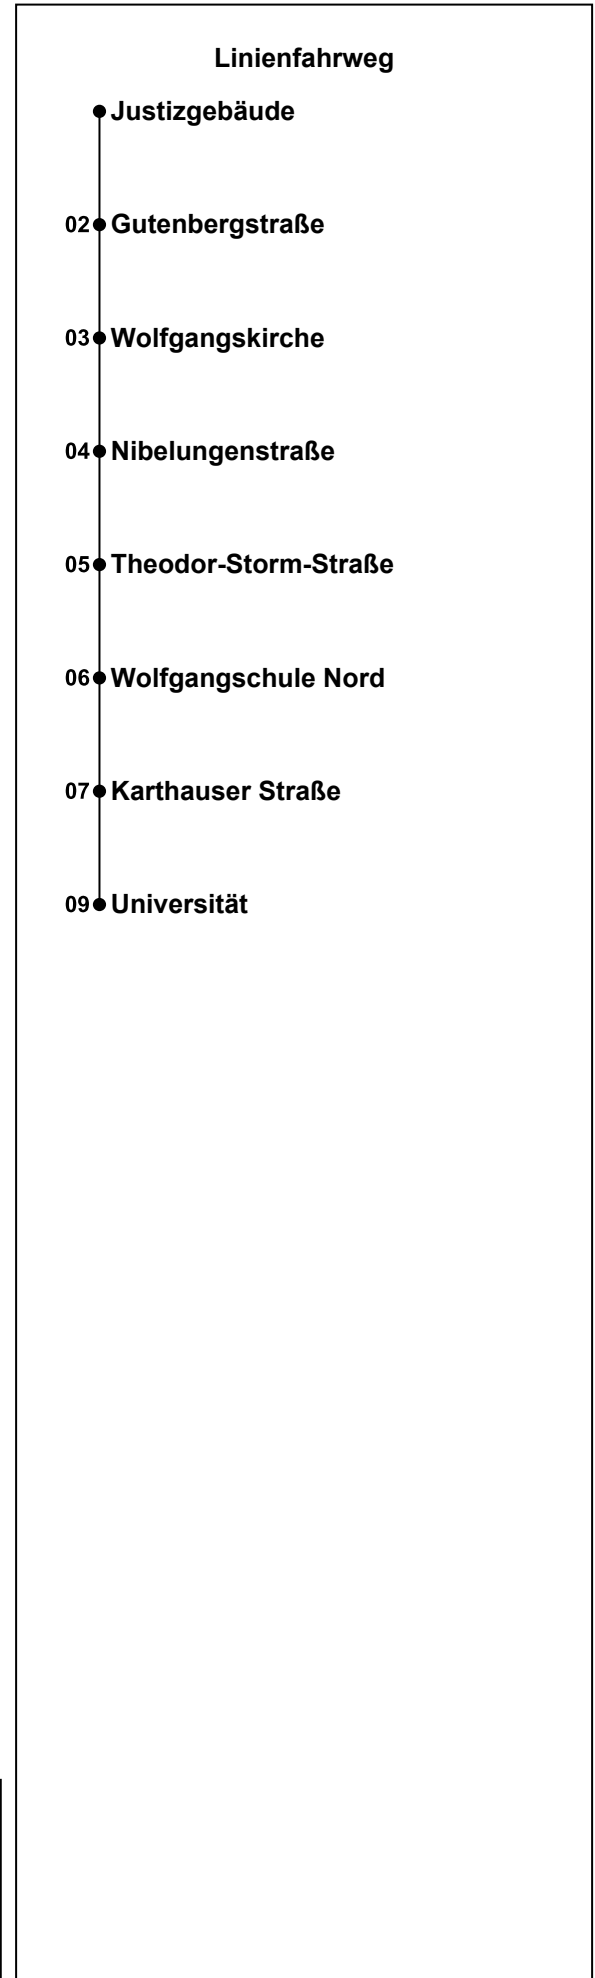 Linienfahrweg
Justizgebäude
02 Gutenbergstraße
03 Wolfgangskirche
04 Nibelungenstraße
05 Theodor-Storm-Straße
06 Wolfgangschule Nord
07 Karthauser Straße
09 Universität